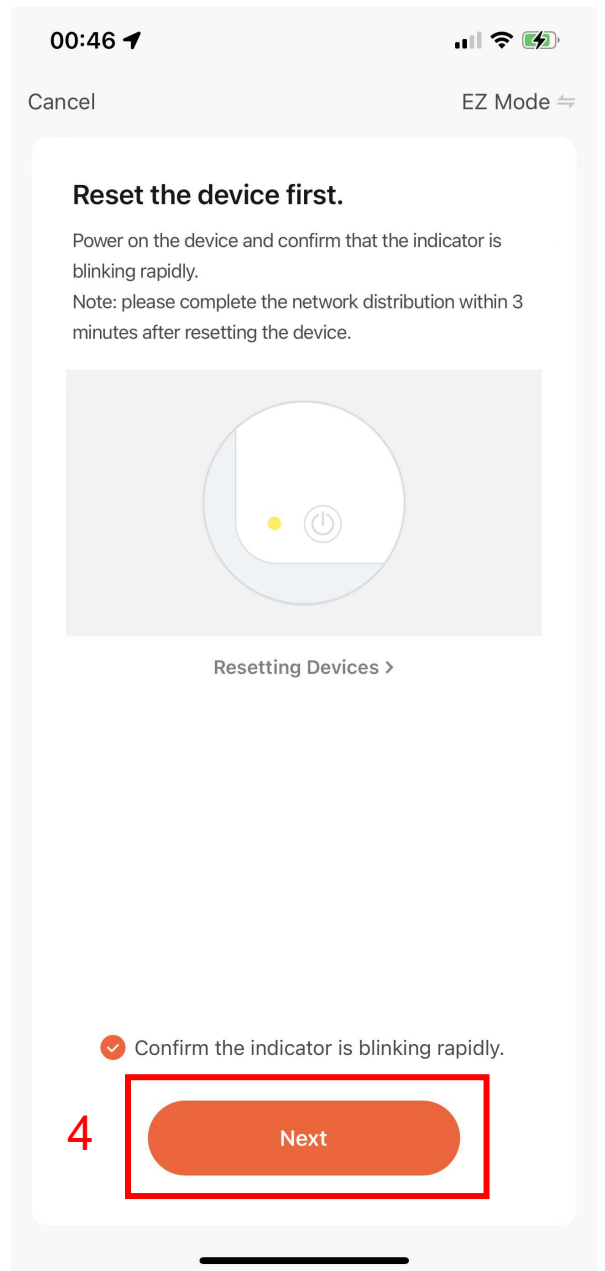 00:46
Cancel
EZ Mode
Reset the device first.
Power on the device and confirm that the indicator is
blinking rapidly.
Note: please complete the network distribution within 3
minutes after resetting the device.
Resetting Devices >
Confirm the indicator is blinking rapidly.
4
Next